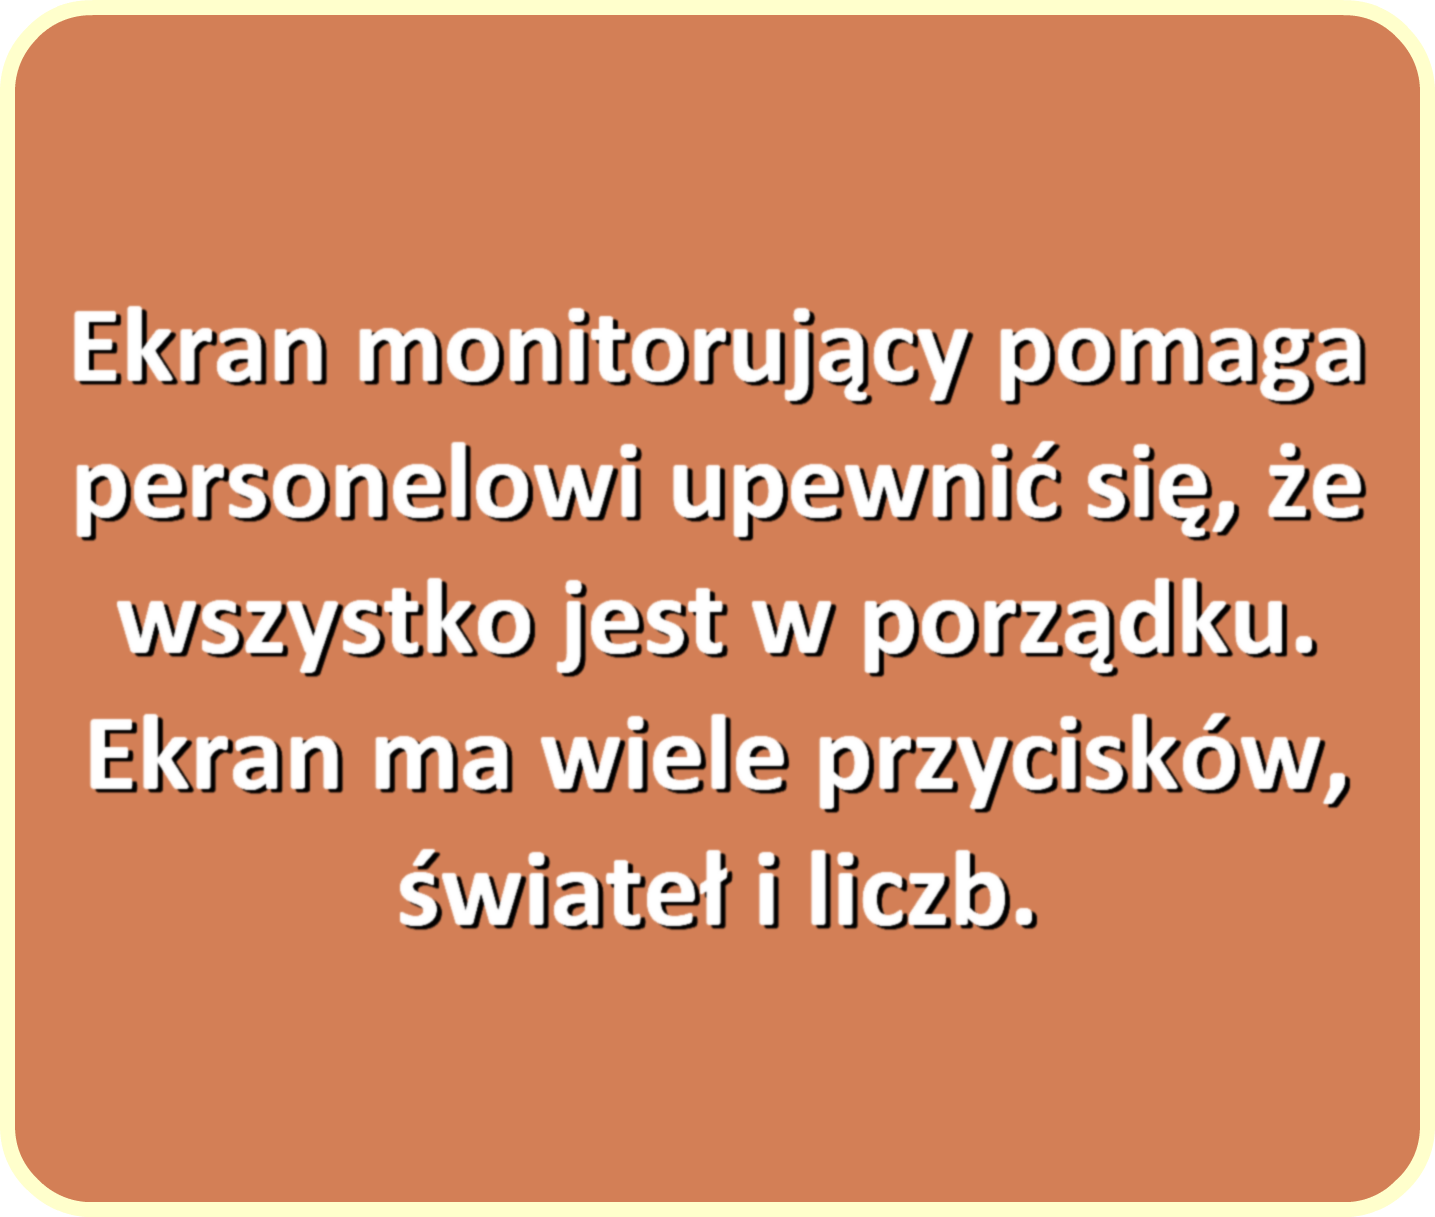 Ekran monitorujący pomaga
personelowi upewnić się, że
wszystko jest w porządku.
Ekran ma wiele przycisków,
świateł i liczb.